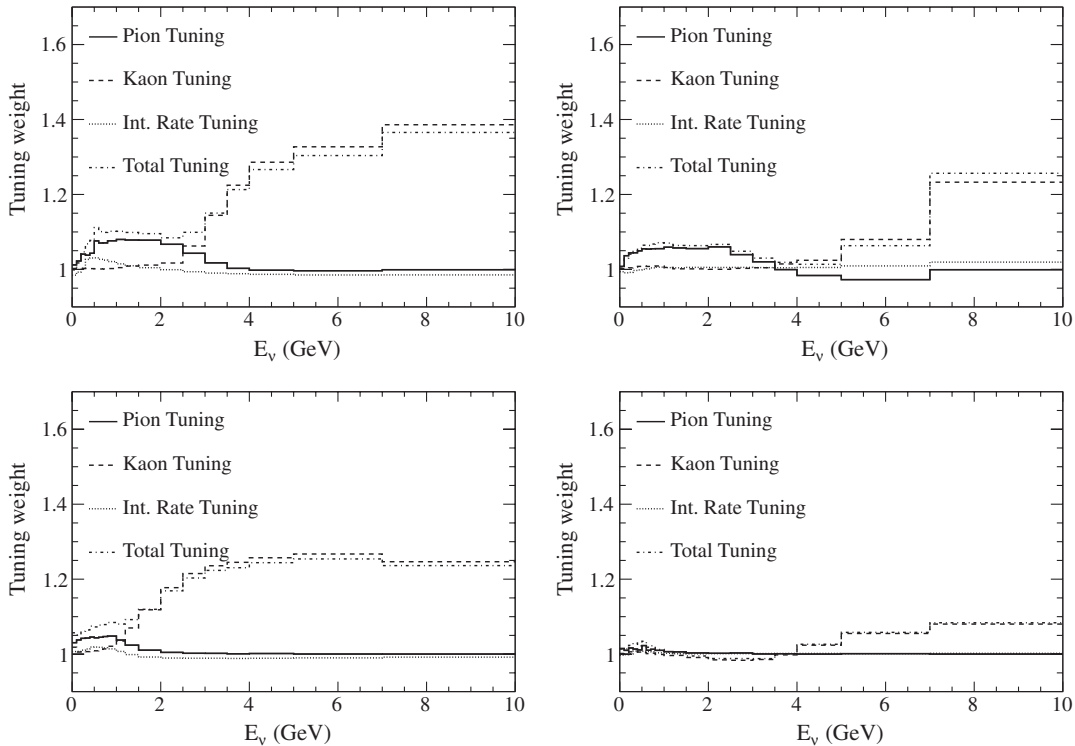 1.6
1.4
1.2
1
Tuning weight
Pion Tuning
Kaon Tuning
Int. Rate Tuning
Total Tuning
0 2 4 6 8 10
Eν (GeV)
1.6
1.4
1.2
1
Tuning weight
Pion Tuning
Kaon Tuning
Int. Rate Tuning
Total Tuning
0 2 4 6 8 10
Eν (GeV)
1.6
1.4
1.2
1
Tuning weight
Pion Tuning
Kaon Tuning
Int. Rate Tuning
Total Tuning
0 2 4 6 8 10
Eν (GeV)
1.6
1.4
1.2
1
Tuning weight
Pion Tuning
Kaon Tuning
Int. Rate Tuning
Total Tuning
0 2 4 6 8 10
Eν (GeV)